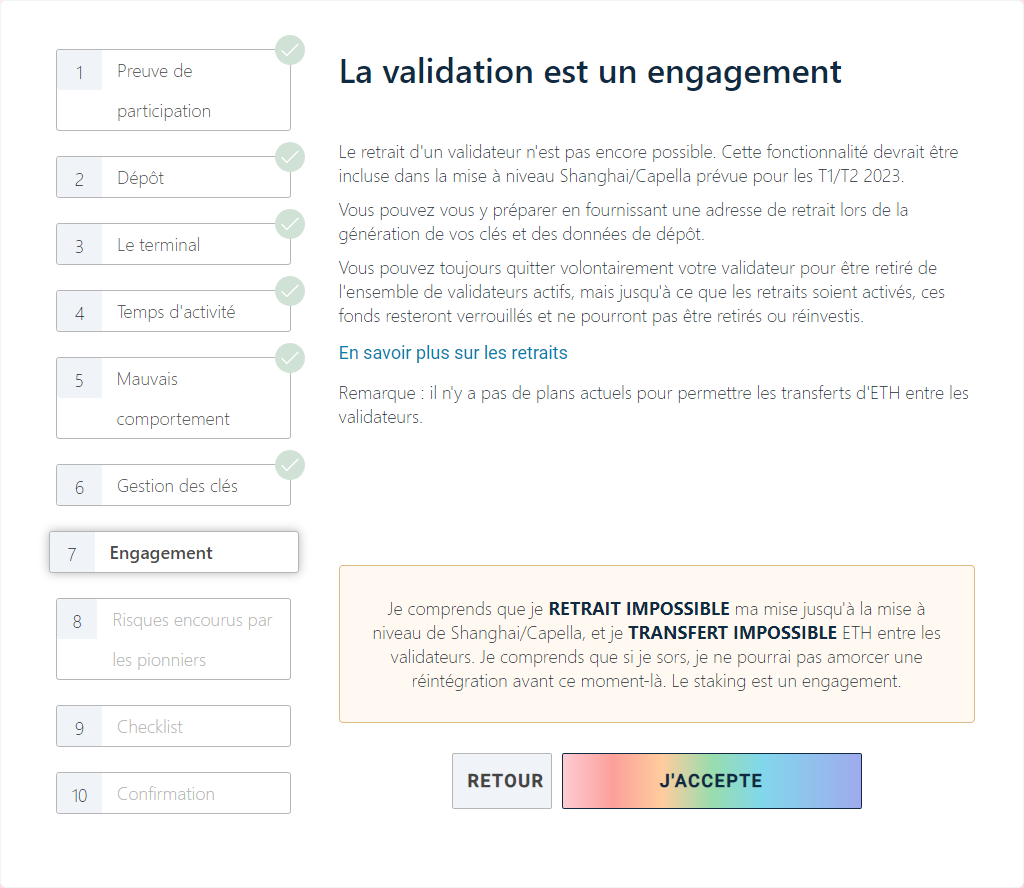 1
Preuve de
participation
2
Dépôt
3
Le terminal
4
Temps d'activité
5
Mauvais
comportement
6
Gestion des clés
7
Engagement
8
Risques encourus par
les pionniers
9
Checklist
10
Confirmation
La validation est un engagement
Le retrait d'un validateur n'est pas encore possible. Cette fonctionnalité devrait être
incluse dans la mise à niveau Shanghai/Capella prévue pour les T1/T2 2023.
Vous pouvez vous y préparer en fournissant une adresse de retrait lors de la
génération de vos clés et des données de dépôt.
Vous pouvez toujours quitter volontairement votre validateur pour être retiré de
l'ensemble de validateurs actifs, mais jusqu'à ce que les retraits soient activés, ces
fonds resteront verrouillés et ne pourront pas être retirés ou réinvestis.
En savoir plus sur les retraits
Remarque : il n'y a pas de plans actuels pour permettre les transferts d'ETH entre les
validateurs.
Je comprends que je RETRAIT IMPOSSIBLE ma mise jusqu'à la mise à
niveau de Shanghai/Capella, et je TRANSFERT IMPOSSIBLE ETH entre les
validateurs. Je comprends que si je sors, je ne pourrai pas amorcer une
réintégration avant ce moment-là. Le staking est un engagement.
RETOUR
J'ACCEPTE